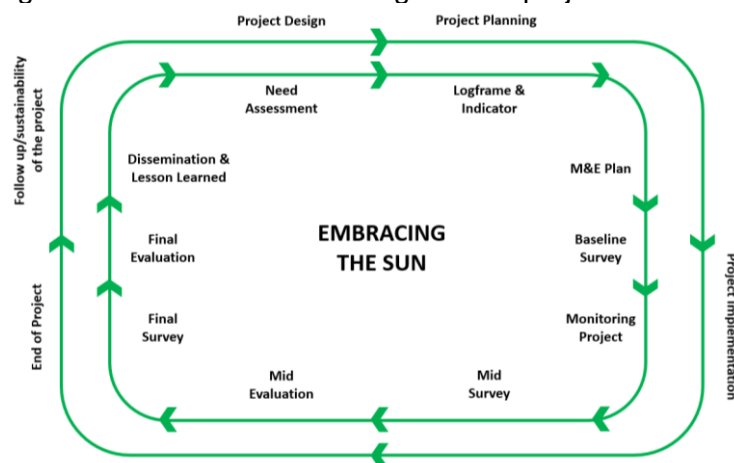 Project Design
Project Planning
Need
Assessment
Logframe &
Indicator
Follow up/sustainability
of the project
Dissemination &
Lesson Learned
M&E Plan
EMBRACING
THE SUN
Final
Evaluation
Baseline
Survey
End of Project
Final
Survey
Monitoring
Project
Project Implementation
Mid
Evaluation
Mid
Survey